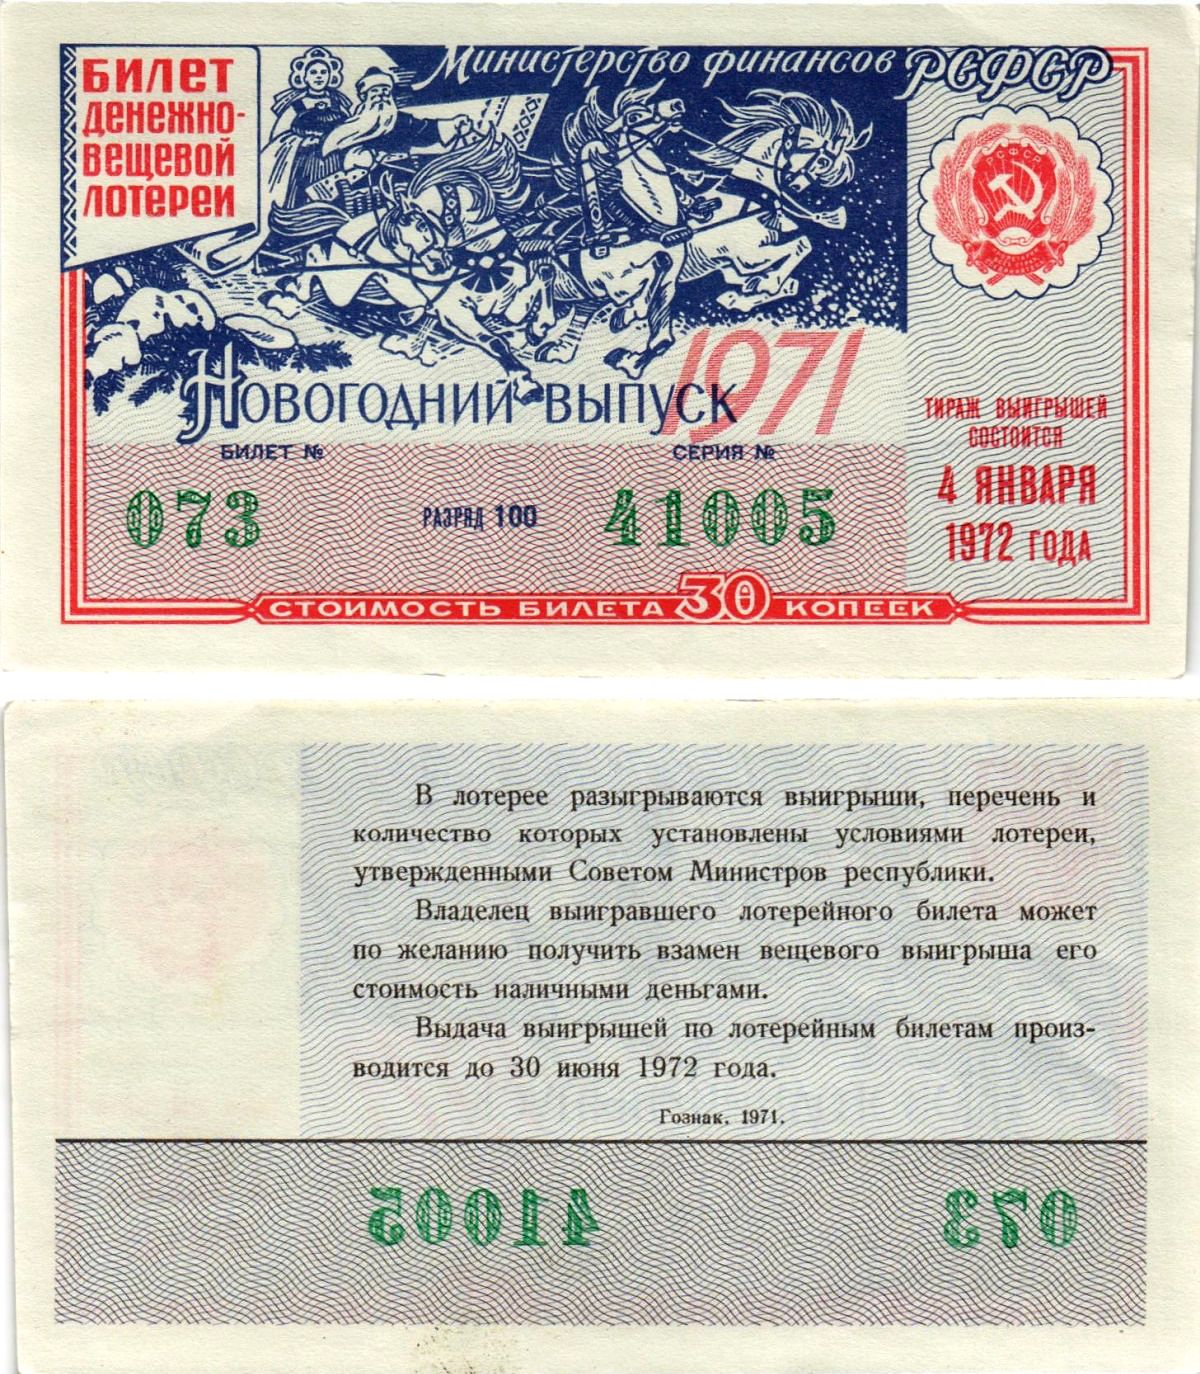 БИЛЕТ
ДЕНЕЖНО-
ВЕЩЕВОЙ
ЛОТЕРЕИ
Министерство финансов РСФСР
РСФСР
Новогодний выпуск
1971
БИЛЕТ № СЕРИЯ №
073 РАЗРЯД 100 41005
ТИРАЖ ВЫИГРЫШЕЙ
СОСТОИТСЯ
4 ЯНВАРЯ
1972 ГОДА
СТОИМОСТЬ БИЛЕТА 30 КОПЕЕК
В лотерее разыгрываются выигрыши, перечень и
количество которых установлены условиями лотереи,
утвержденными Советом Министров республики.
Владелец выигравшего лотерейного билета может
по желанию получить взамен вещевого выигрыша его
стоимость наличными деньгами.
Выдача выигрышей по лотерейным билетам произ-
водится до 30 июня 1972 года.
Гознак. 1971.
41005 073